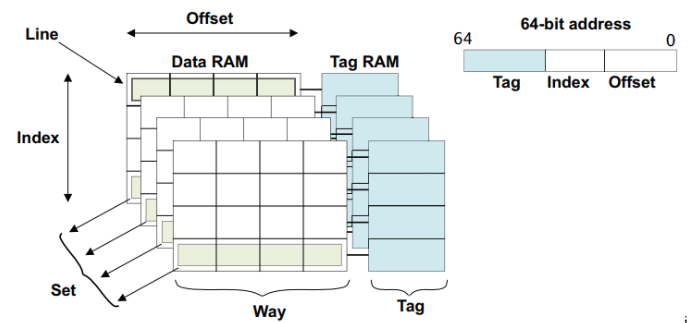 Offset
64-bit address
Line
64
0
Data RAM
Tag RAM
Tag
Index
Offset
Index
Set
Way
Tag
i